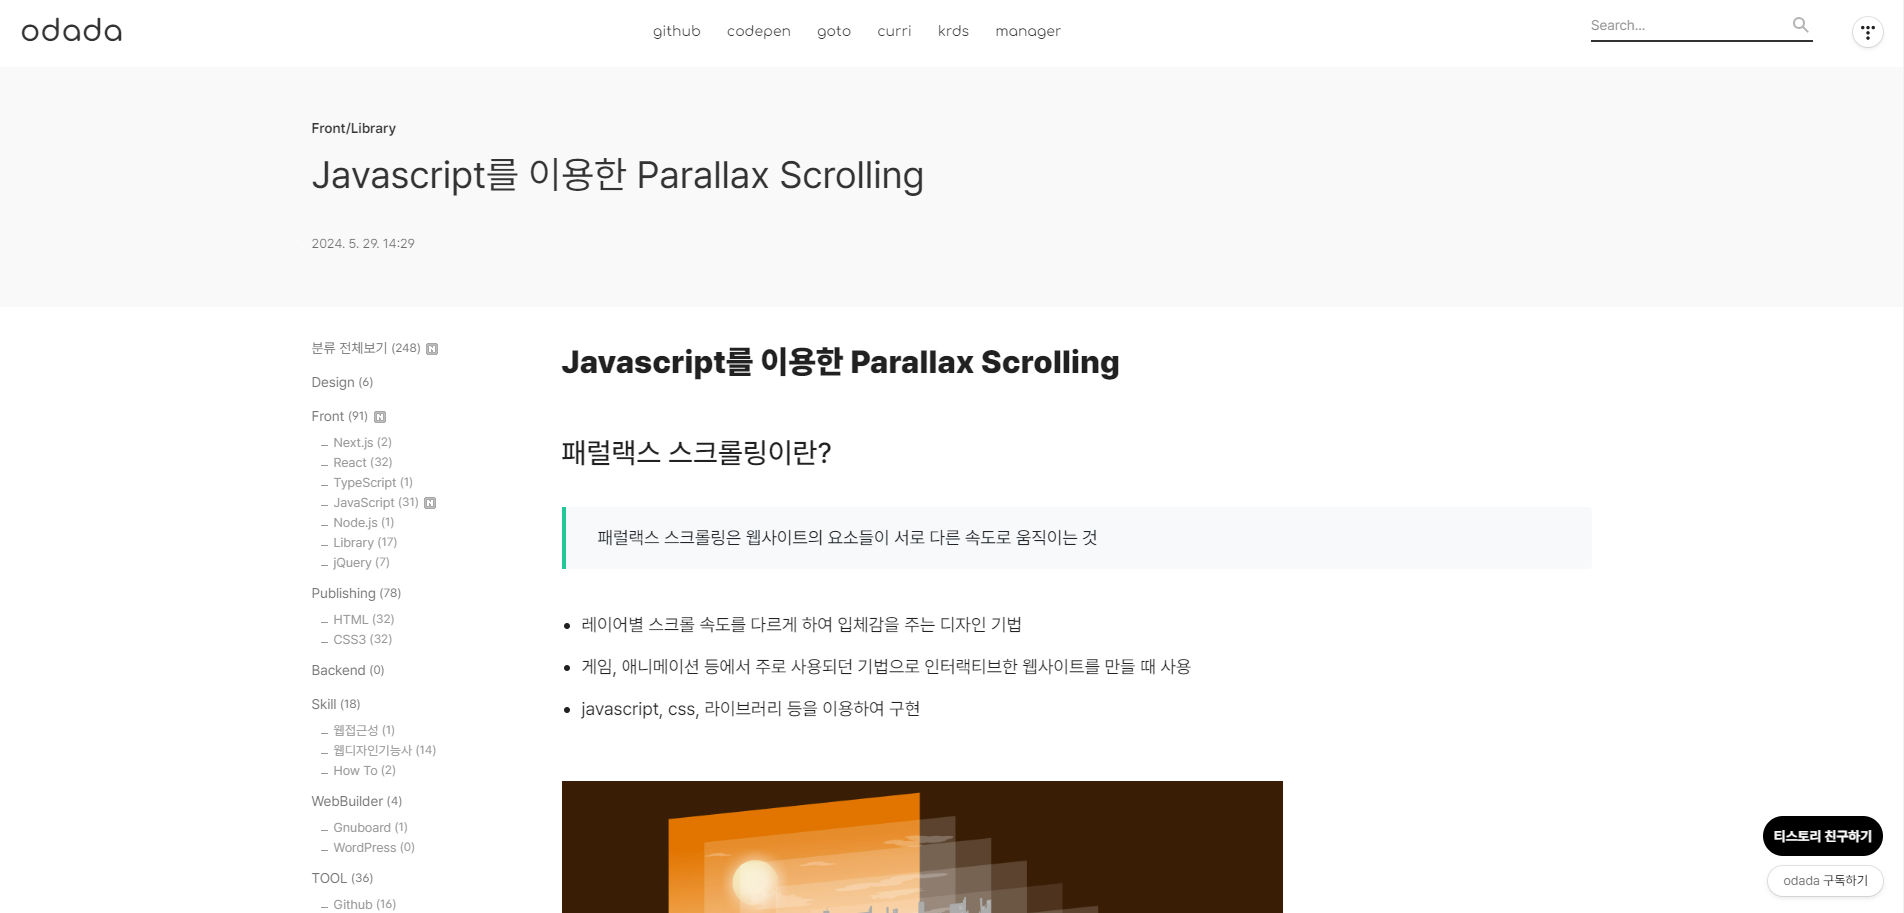 odada
github codepen goto curri krds manager
Search...
Front/Library
Javascript를 이용한 Parallax Scrolling
2024. 5. 29. 14:29
분류 전체보기 (248) N
Design (6)
Front (91) N
Next.js (2)
React (32)
TypeScript (1)
JavaScript (31) N
Node.js (1)
Library (17)
jQuery (7)
Publishing (78)
HTML (32)
CSS3 (32)
Backend (0)
Skill (18)
웹접근성 (1)
웹디자인기능사 (14)
How To (2)
WebBuilder (4)
Gnuboard (1)
WordPress (0)
TOOL (36)
Github (16)
Javascript를 이용한 Parallax Scrolling
패럴랙스 스크롤링이란?
패럴랙스 스크롤링은 웹사이트의 요소들이 서로 다른 속도로 움직이는 것
레이어별 스크롤 속도를 다르게 하여 입체감을 주는 디자인 기법
게임, 애니메이션 등에서 주로 사용되던 기법으로 인터랙티브한 웹사이트를 만들 때 사용
javascript, css, 라이브러리 등을 이용하여 구현
티스토리 친구하기
odada 구독하기